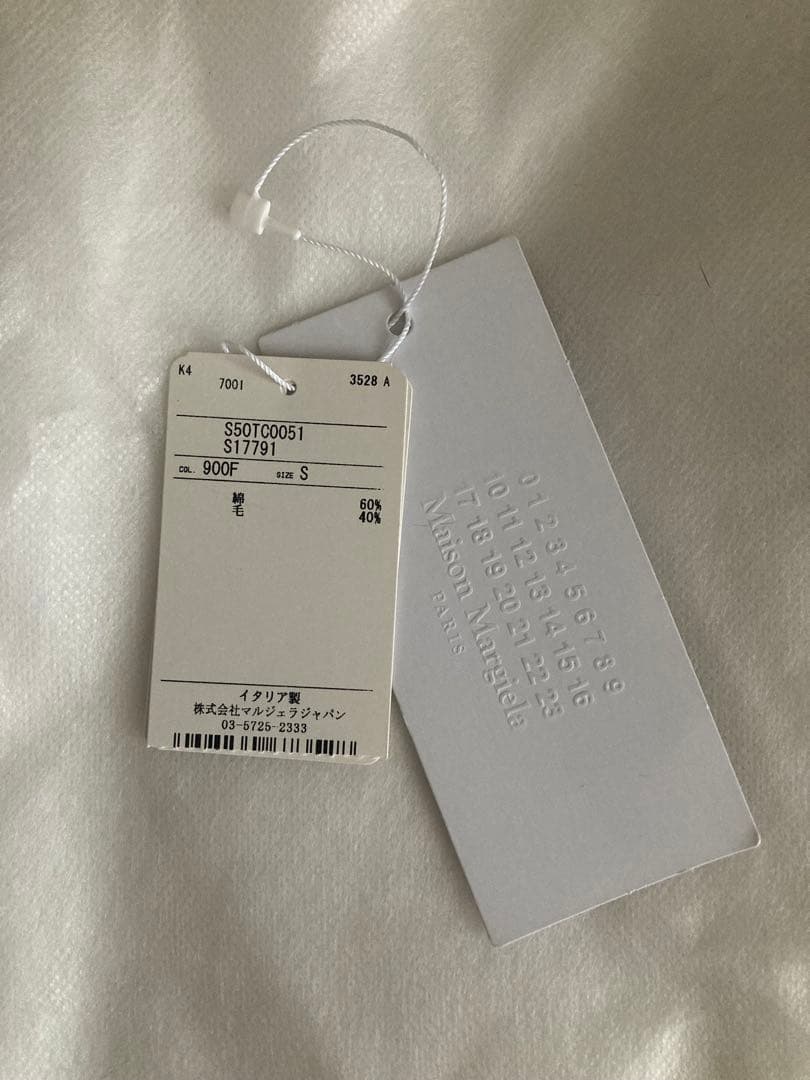 K4 7001 3528 A
S50TC0051
S17791
COL. 900F SIZE S
綿 60%
毛 40%
イタリア製
株式会社マルジェラジャパン
03-5725-2333
0 1 2 3 4 5 6 7 8 9
10 11 12 13 14 15 16
17 18 19 20 21 22 23
Maison Margiela
PARIS